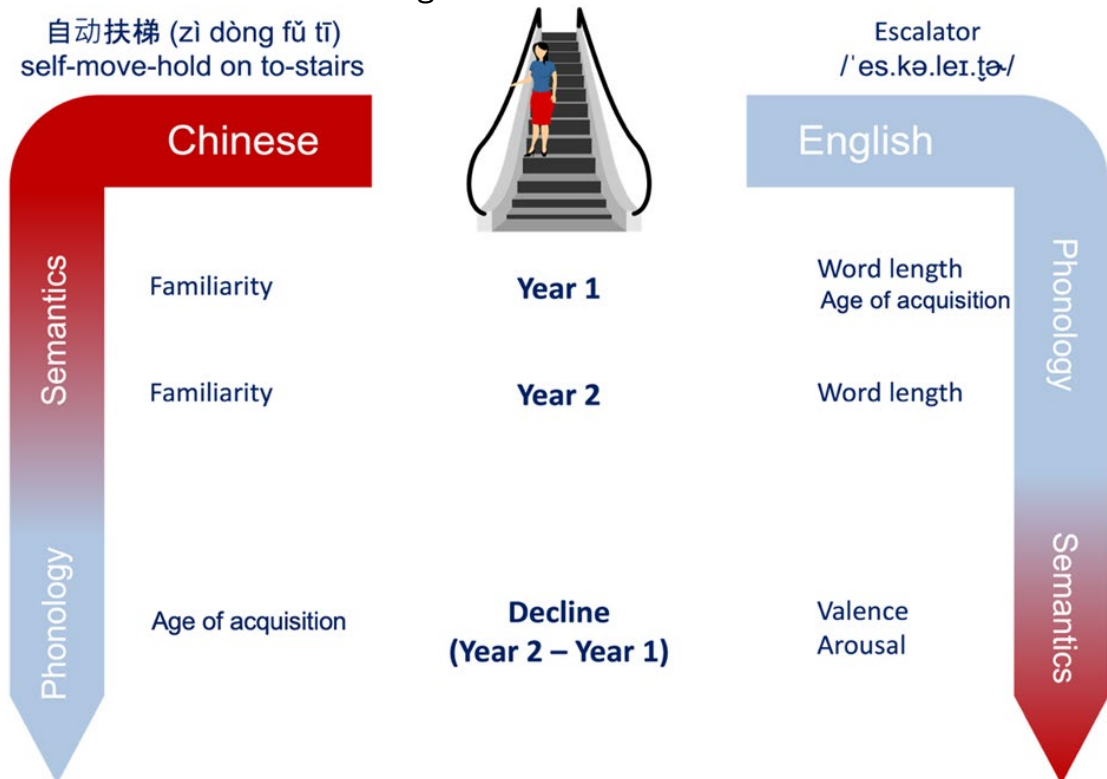 自动扶梯 (zì dòng fǔ tī)
self-move-hold on to-stairs
Escalator
/ˈes.kə.leɪ.t̬ɚ/
Chinese
English
Semantics
Phonology
Phonology
Semantics
Familiarity
Year 1
Word length
Age of acquisition
Familiarity
Year 2
Word length
Age of acquisition
Decline
(Year 2 – Year 1)
Valence
Arousal